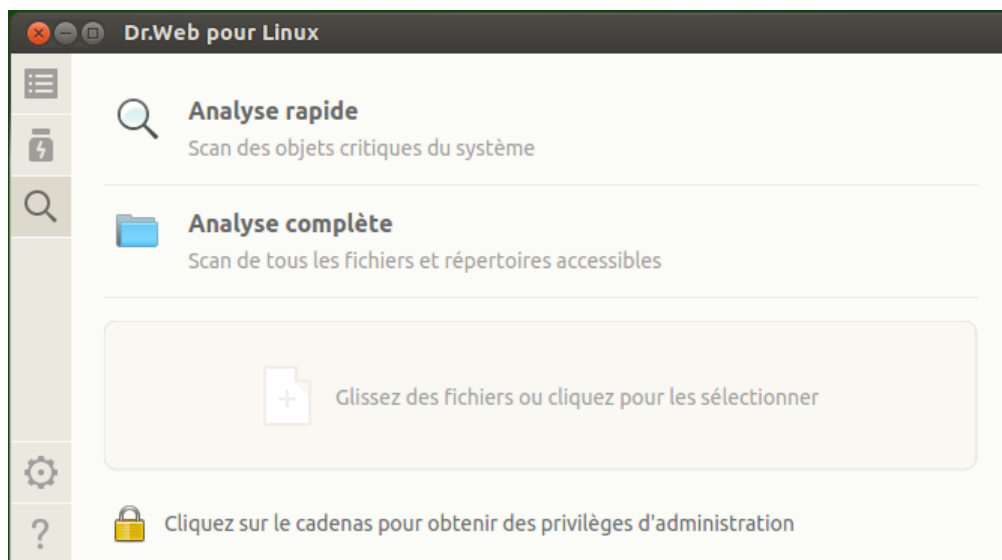 Dr.Web pour Linux
Analyse rapide
Scan des objets critiques du système
Analyse complète
Scan de tous les fichiers et répertoires accessibles
Glissez des fichiers ou cliquez pour les sélectionner
Cliquez sur le cadenas pour obtenir des privilèges d'administration
?